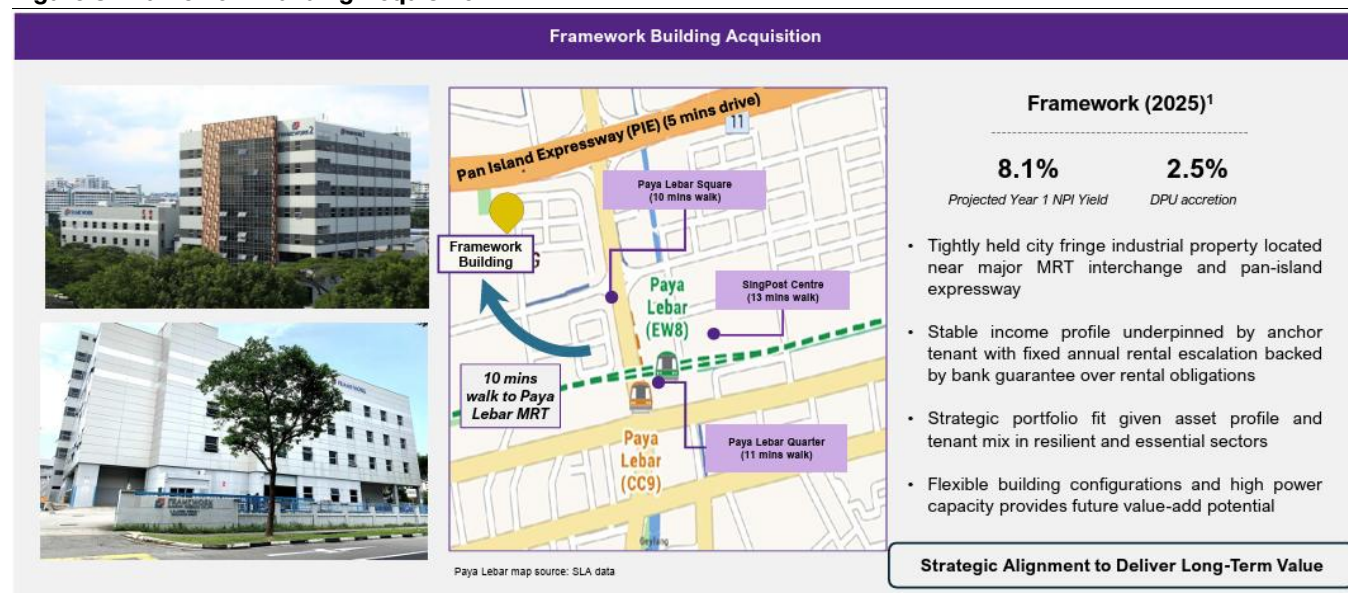 Framework Building Acquisition
FRAMEWORK 2
Pan Island Expressway (PIE) (5 mins drive)
11
Paya Lebar Square
(10 mins walk)
Framework
Building
G
SingPost Centre
(13 mins walk)
Paya
Lebar
(EW8)
10 mins
walk to Paya
Lebar MRT
Paya Lebar Quarter
(11 mins walk)
Paya
Lebar
(CC9)
Geylang
Paya Lebar map source: SLA data
Framework (2025)1
8.1%
2.5%
Projected Year 1 NPI Yield
DPU accretion
• Tightly held city fringe industrial property located
near major MRT interchange and pan-island
expressway
• Stable income profile underpinned by anchor
tenant with fixed annual rental escalation backed
by bank guarantee over rental obligations
• Strategic portfolio fit given asset profile and
tenant mix in resilient and essential sectors
• Flexible building configurations and high power
capacity provides future value-add potential
Strategic Alignment to Deliver Long-Term Value